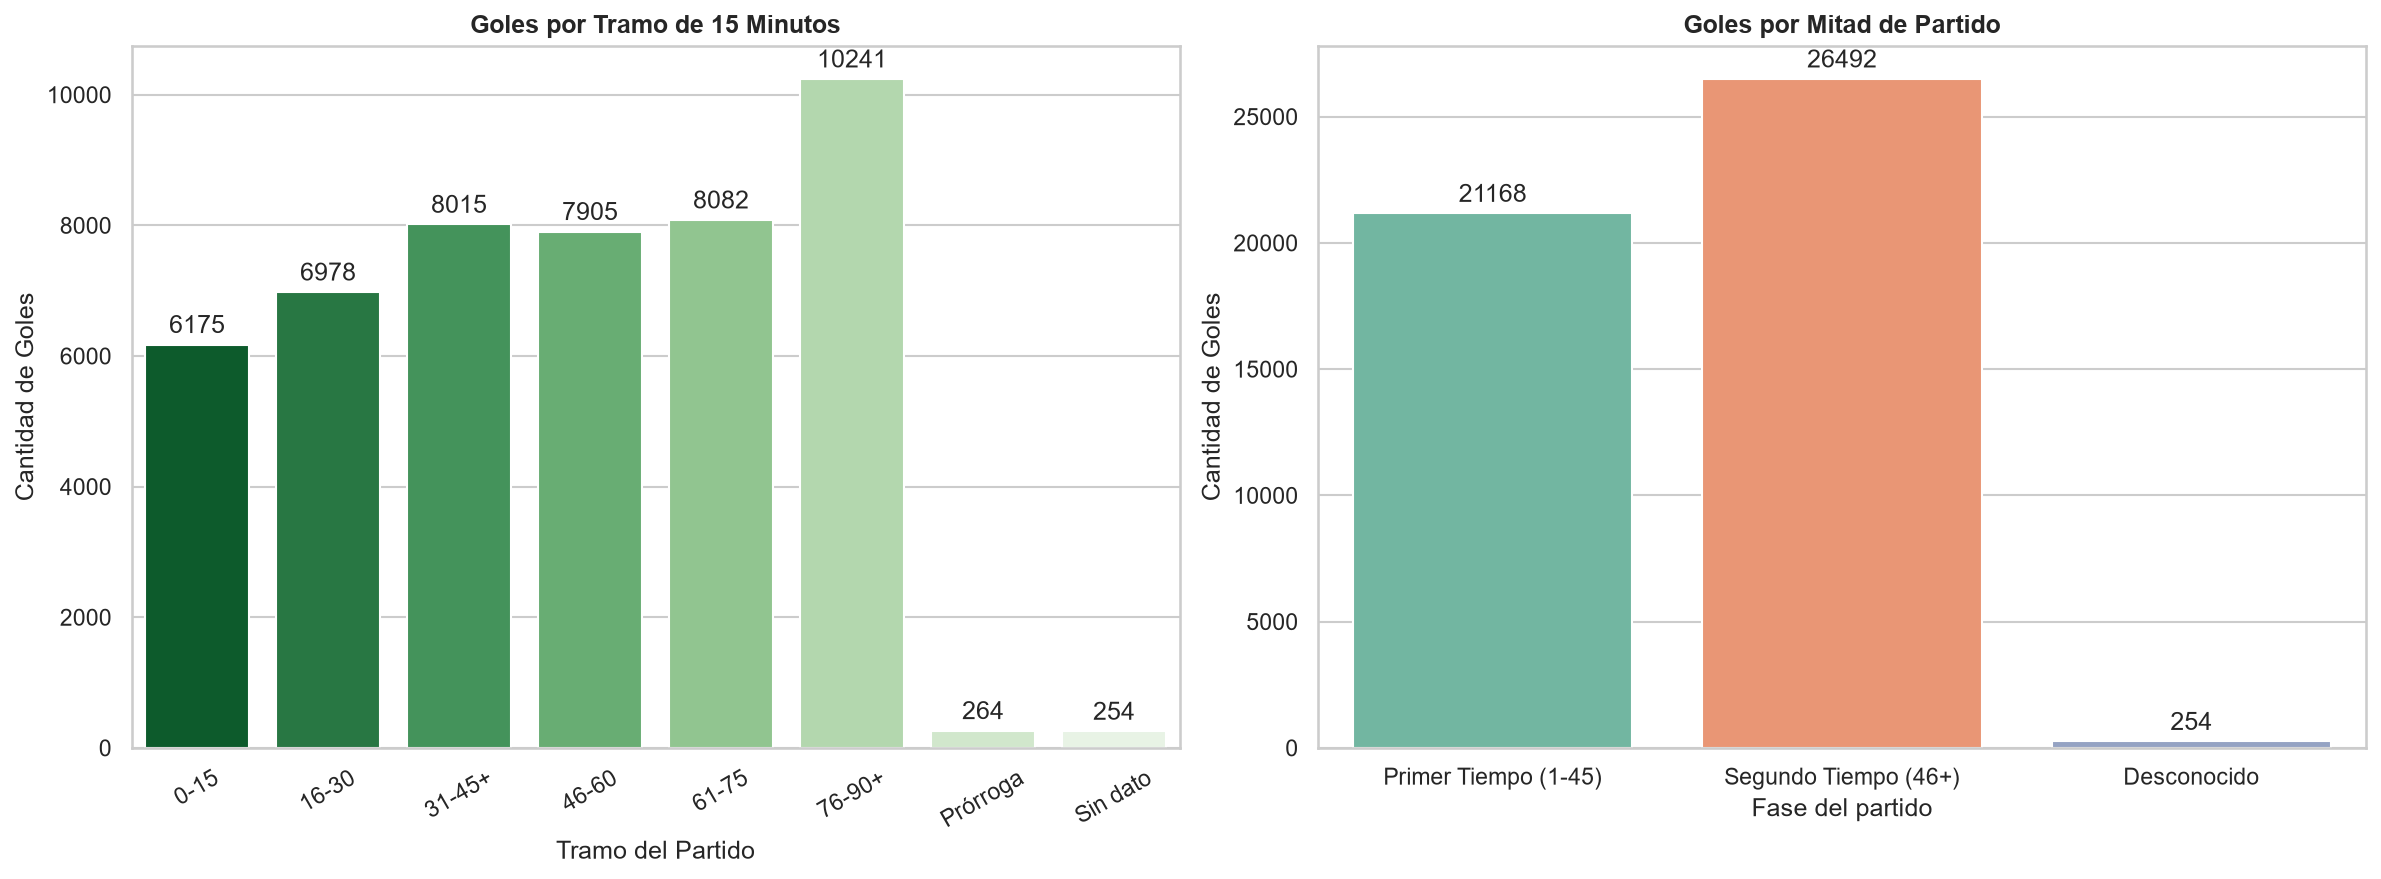 Goles por Tramo de 15 Minutos
Cantidad de Goles
10000
8000
6000
4000
2000
0
6175
6978
8015
7905
8082
10241
264
254
0-15
16-30
31-45+
46-60
61-75
76-90+
Prórroga
Sin dato
Tramo del Partido
Goles por Mitad de Partido
Cantidad de Goles
25000
20000
15000
10000
5000
0
21168
26492
254
Primer Tiempo (1-45)
Segundo Tiempo (46+)
Desconocido
Fase del partido